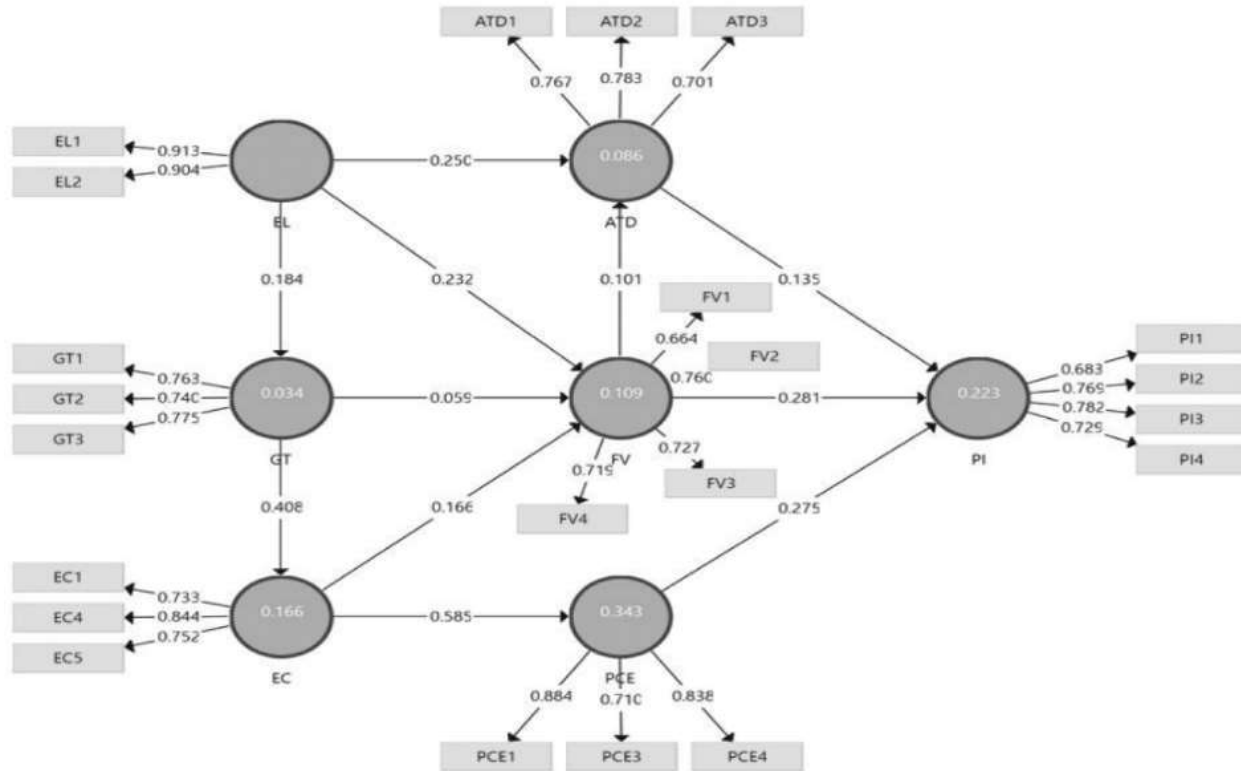 ATD1 ATD2 ATD3
0.767 0.783 0.701
EL1
EL2
0.913
0.904
0.250
0.086
EL
ATD
0.184
0.232
0.101
0.135
FV1
0.664
FV2
0.760
GT1
GT2
GT3
0.763
0.740
0.775
0.034
0.059
0.109
0.281
0.223
PI1
PI2
PI3
PI4
0.683
0.769
0.782
0.729
GT
FV
PI
0.727
FV3
0.719
FV4
0.408
0.166
0.275
EC1
EC4
EC5
0.733
0.844
0.752
0.166
0.585
0.343
EC
PCE
0.884 0.710 0.838
PCE1 PCE3 PCE4